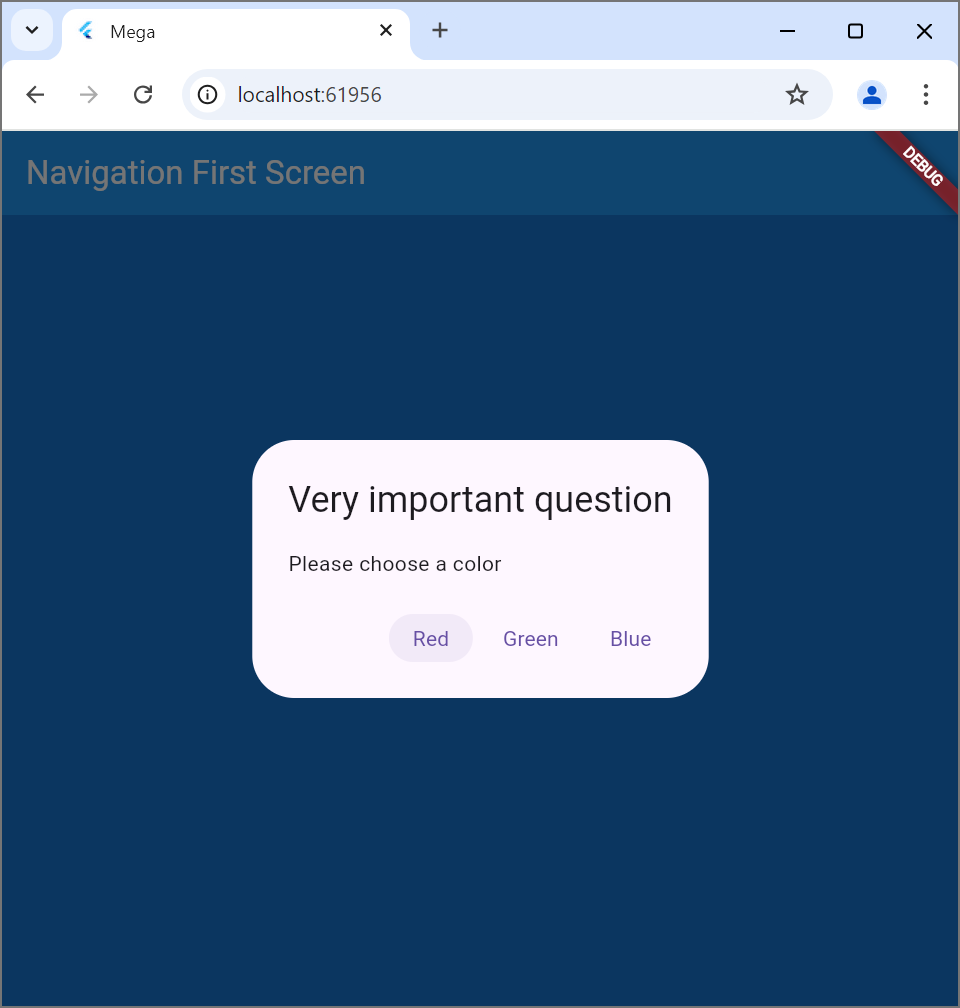 Mega
localhost:61956
Navigation First Screen
DEBUG
Very important question
Please choose a color
Red Green Blue